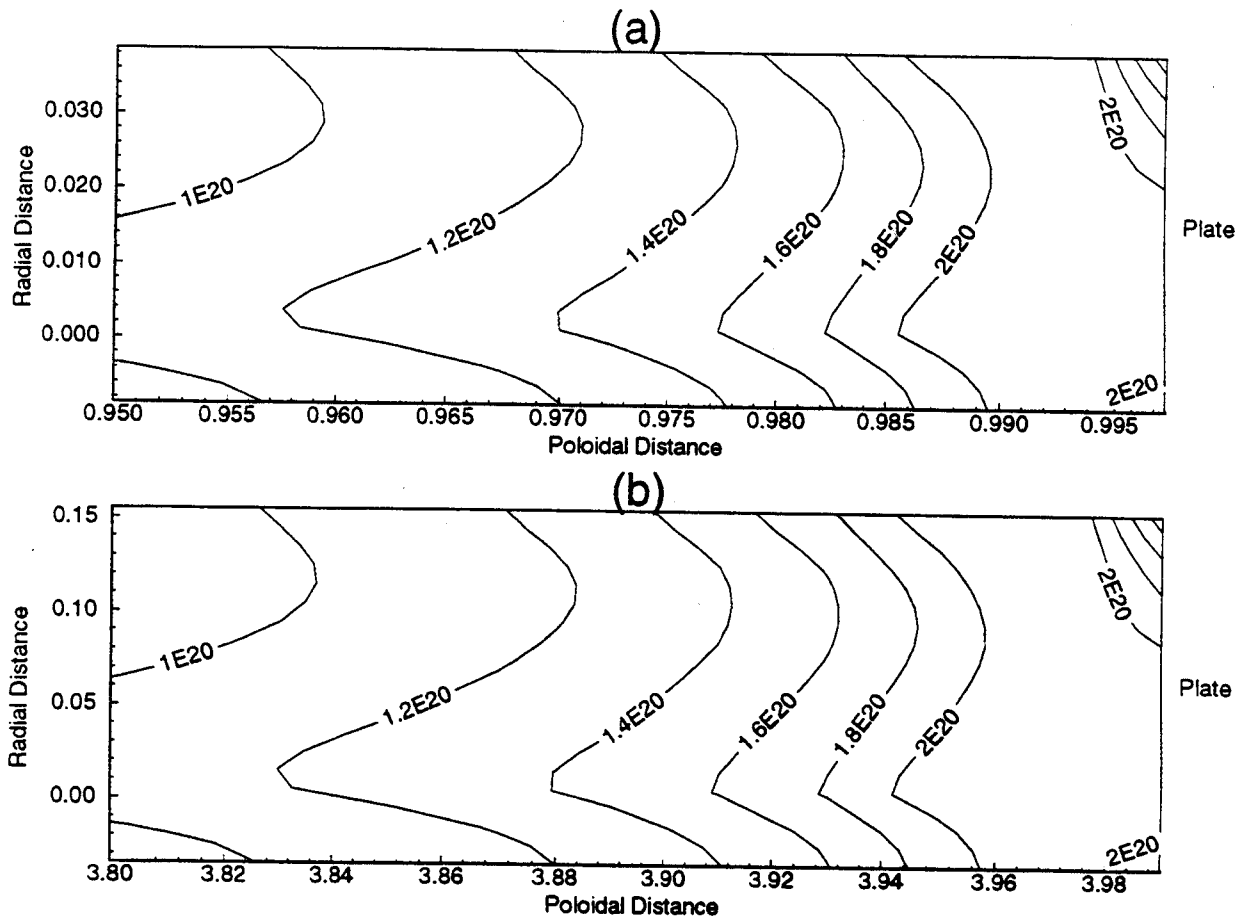 (a)
0.030
0.020
0.010
0.000
Radial Distance
1E20
1.2E20
1.4E20
1.6E20
1.8E20
2E20
2E20
2E20
Plate
0.950 0.955 0.960 0.965 0.970 0.975 0.980 0.985 0.990 0.995
Poloidal Distance
(b)
0.15
0.10
0.05
0.00
Radial Distance
1E20
1.2E20
1.4E20
1.6E20
1.8E20
2E20
2E20
2E20
Plate
3.80 3.82 3.84 3.86 3.88 3.90 3.92 3.94 3.96 3.98
Poloidal Distance